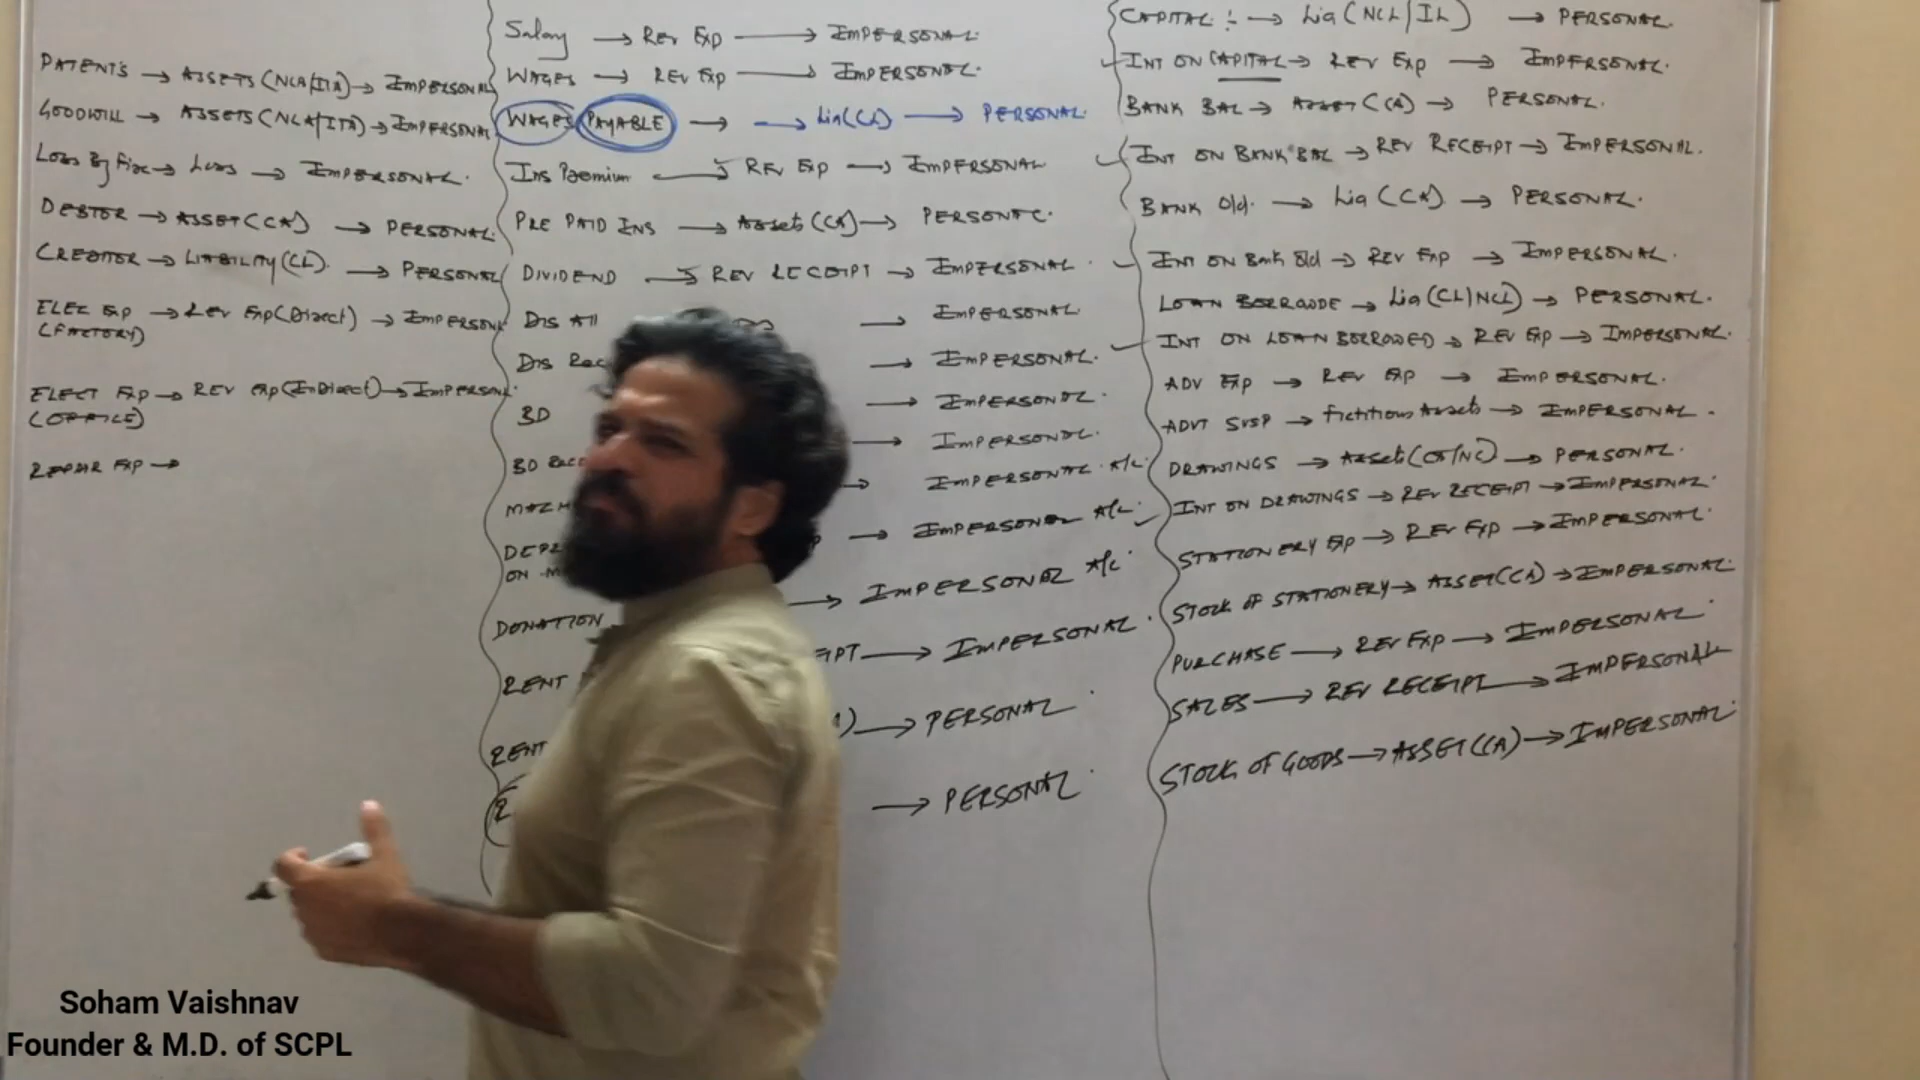 PATENTS → ASSETS (NCA/ITA) → IMPERSONAL
GOODWILL → ASSETS (NCA/ITA) → IMPERSONAL
Loss By Fire → Loss → IMPERSONAL.
DEBTOR → ASSET (CA) → PERSONAL.
CREDITOR → LIABILITY (CL). → PERSONAL
ELEC Exp → Rev Exp (Direct) → IMPERSON
(FACTORY)
ELECT Exp → REV Exp (InDirect) → IMPERSON
(OFFICE)
REPAIR EXP →
Salary → Rev Exp → IMPERSONAL.
WAGES → REV EXP → IMPERSONAL.
WAGES PAYABLE → → Lia (CL) → PERSONAL.
Ins Premium → REV Exp → IMPERSONAL
PRE PAID INS → Assets (CA) → PERSONAL.
DIVIDEND → REV RECEIPT → IMPERSONAL.
Dis All → IMPERSONAL.
Dis Rec → IMPERSONAL.
BD → IMPERSONAL.
BD Rec → IMPERSONAL.
MACH → IMPERSONAL A/c.
DEPR
ON M → IMPERSONAL A/c.
DONATION → IMPERSONAL A/c.
RENT IPT → IMPERSONAL.
RENT ) → PERSONAL
R → PERSONAL
CAPITAL :- → Lia (NCL/IL) → PERSONAL.
INT ON CAPITAL → REV Exp → IMPERSONAL.
BANK BAL → ASSET (CA) → PERSONAL.
INT ON BANK BAL → REV RECEIPT → IMPERSONAL.
BANK O/d. → Lia (CL) → PERSONAL.
INT ON Bank O/d → REV Exp → IMPERSONAL.
LOAN BORROWDE → Lia (CL/NCL) → PERSONAL.
INT ON LOAN BORROWED → REV Exp → IMPERSONAL.
ADV Exp → REV Exp → IMPERSONAL.
ADVT SUSP → Fictitious Assets → IMPERSONAL.
DRAWINGS → Assets (CA/NC) → PERSONAL.
INT ON DRAWINGS → REV RECEIPT → IMPERSONAL.
STATIONERY Exp → REV EXP → IMPERSONAL.
STOCK OF STATIONERY → ASSET (CA) → IMPERSONAL.
PURCHASE → REV EXP → IMPERSONAL.
SALES → REV RECEIPT → IMPERSONAL
STOCK OF GOODS → ASSET (CA) → IMPERSONAL.
Soham Vaishnav
Founder & M.D. of SCPL